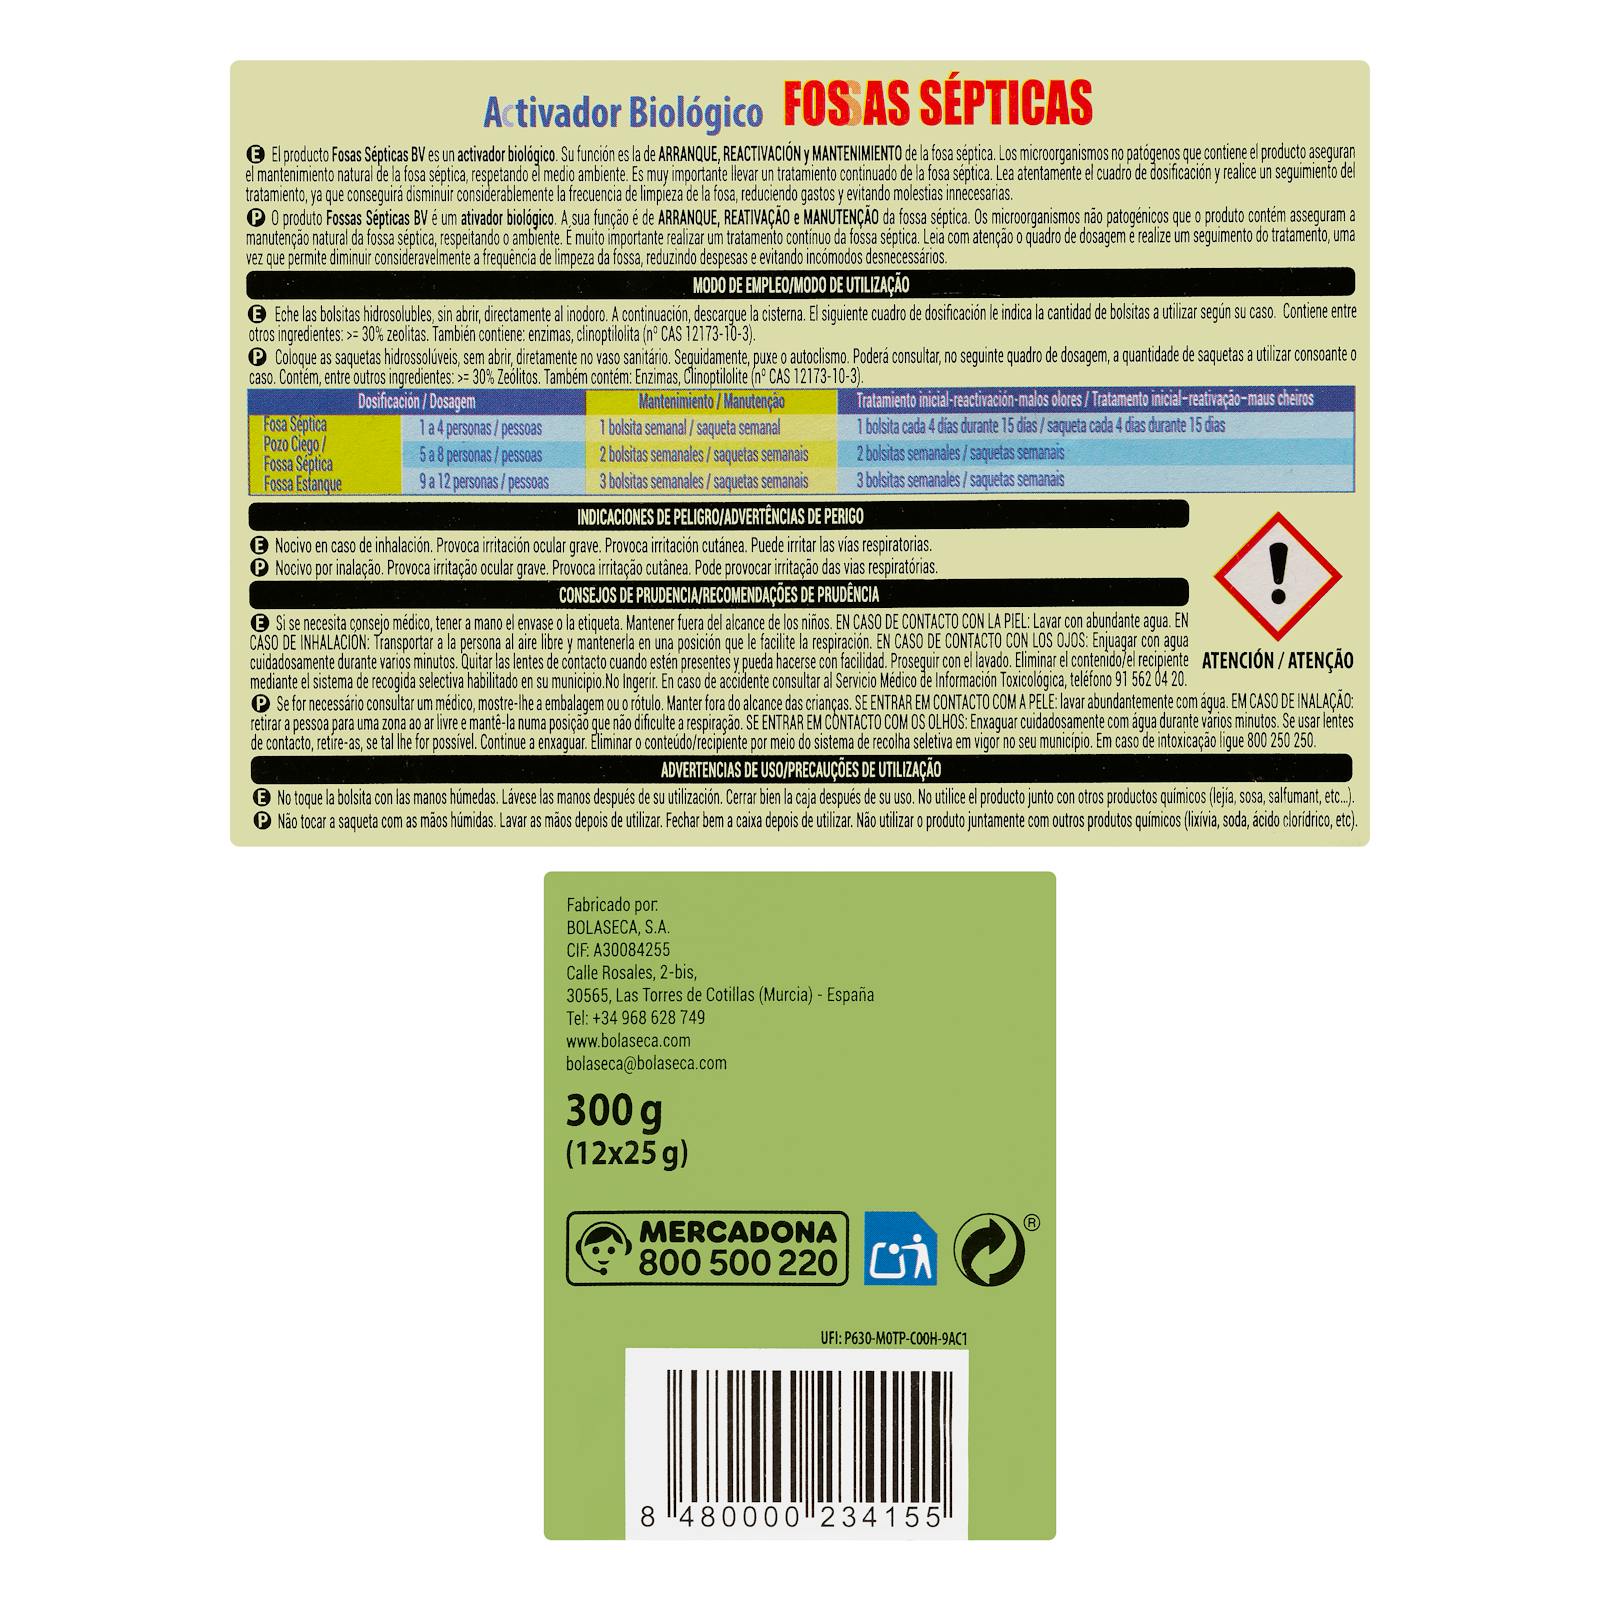 Activador Biológico FOSSAS SÉPTICAS
E El producto Fosas Sépticas BV es un activador biológico. Su función es la de ARRANQUE, REACTIVACIÓN y MANTENIMIENTO de la fosa séptica. Los microorganismos no patógenos que contiene el producto aseguran
el mantenimiento natural de la fosa séptica, respetando el medio ambiente. Es muy importante llevar un tratamiento continuado de la fosa séptica. Lea atentamente el cuadro de dosificación y realice un seguimiento del
tratamiento, ya que conseguirá disminuir considerablemente la frecuencia de limpieza de la fosa, reduciendo gastos y evitando molestias innecesarias.
P O produto Fossas Sépticas BV é um ativador biológico. A sua função é de ARRANQUE, REATIVAÇÃO e MANUTENÇÃO da fossa séptica. Os microorganismos não patogénicos que o produto contém asseguram a
manutenção natural da fossa séptica, respeitando o ambiente. É muito importante realizar um tratamento contínuo da fossa séptica. Leia com atenção o quadro de dosagem e realize um seguimento do tratamento, uma
vez que permite diminuir consideravelmente a frequência de limpeza da fossa, reduzindo despesas e evitando incómodos desnecessários.
MODO DE EMPLEO/MODO DE UTILIZAÇÃO
E Eche las bolsitas hidrosolubles, sin abrir, directamente al inodoro. A continuación, descargue la cisterna. El siguiente cuadro de dosificación le indica la cantidad de bolsitas a utilizar según su caso. Contiene entre
otros ingredientes: >= 30% zeolitas. También contiene: enzimas, clinoptilolita (nº CAS 12173-10-3).
P Coloque as saquetas hidrossolúveis, sem abrir, diretamente no vaso sanitário. Seguidamente, puxe o autoclismo. Poderá consultar, no seguinte quadro de dosagem, a quantidade de saquetas a utilizar consoante o
caso. Contém, entre outros ingredientes: >= 30% Zeólitos. Também contém: Enzimas, Clinoptilolite (nº CAS 12173-10-3).
Dosificación / Dosagem Mantenimiento / Manutenção Tratamiento inicial-reactivación-malos olores / Tratamiento inicial-reativação-maus cheiros
Fosa Séptica 1 a 4 personas / pessoas 1 bolsita semanal / saqueta semanal 1 bolsita cada 4 días durante 15 días / saqueta cada 4 dias durante 15 dias
Pozo Ciego /
Fossa Séptica 5 a 8 personas / pessoas 2 bolsitas semanales / saquetas semanais 2 bolsitas semanales / saquetas semanais
Fossa Estanque 9 a 12 personas / pessoas 3 bolsitas semanales / saquetas semanais 3 bolsitas semanales / saquetas semanais
INDICACIONES DE PELIGRO/ADVERTÊNCIAS DE PERIGO
E Nocivo en caso de inhalación. Provoca irritación ocular grave. Provoca irritación cutánea. Puede irritar las vías respiratorias.
P Nocivo por inalação. Provoca irritação ocular grave. Provoca irritação cutânea. Pode provocar irritação das vias respiratórias.
CONSEJOS DE PRUDENCIA/RECOMENDAÇÕES DE PRUDÊNCIA
E Si se necesita consejo médico, tener a mano el envase o la etiqueta. Mantener fuera del alcance de los niños. EN CASO DE CONTACTO CON LA PIEL: Lavar con abundante agua. EN
CASO DE INHALACIÓN: Transportar a la persona al aire libre y mantenerla en una posición que le facilite la respiración. EN CASO DE CONTACTO CON LOS OJOS: Enjuagar con agua
cuidadosamente durante varios minutos. Quitar las lentes de contacto cuando estén presentes y pueda hacerse con facilidad. Proseguir con el lavado. Eliminar el contenido/el recipiente
mediante el sistema de recogida selectiva habilitado en su municipio.No Ingerir. En caso de accidente consultar al Servicio Médico de Información Toxicológica, teléfono 91 562 04 20.
ATENCIÓN / ATENÇÃO
P Se for necessário consultar um médico, mostre-lhe a embalagem ou o rótulo. Manter fora do alcance das crianças. SE ENTRAR EM CONTACTO COM A PELE: lavar abundantemente com água. EM CASO DE INALAÇÃO:
retirar a pessoa para uma zona ao ar livre e mantê-la numa posição que não dificulte a respiração. SE ENTRAR EM CONTACTO COM OS OLHOS: Enxaguar cuidadosamente com água durante vários minutos. Se usar lentes
de contacto, retire-as, se tal lhe for possível. Continue a enxaguar. Eliminar o conteúdo/recipiente por meio do sistema de recolha seletiva em vigor no seu município. Em caso de intoxicação ligue 800 250 250.
ADVERTENCIAS DE USO/PRECAUÇÕES DE UTILIZAÇÃO
E No toque la bolsita con las manos húmedas. Lávese las manos después de su utilización. Cerrar bien la caja después de su uso. No utilice el producto junto con otros productos químicos (lejía, sosa, salfumant, etc...).
P Não tocar a saqueta com as mãos húmidas. Lavar as mãos depois de utilizar. Fechar bem a caixa depois de utilizar. Não utilizar o produto juntamente com outros produtos químicos (lixívia, soda, ácido clorídrico, etc).
Fabricado por:
BOLASECA, S.A.
CIF: A30084255
Calle Rosales, 2-bis,
30565, Las Torres de Cotillas (Murcia) - España
Tel: +34 968 628 749
www.bolaseca.com
bolaseca@bolaseca.com
300 g
(12x25 g)
MERCADONA
800 500 220
®
UFI: P630-M0TP-C00H-9AC1
8 480000 234155